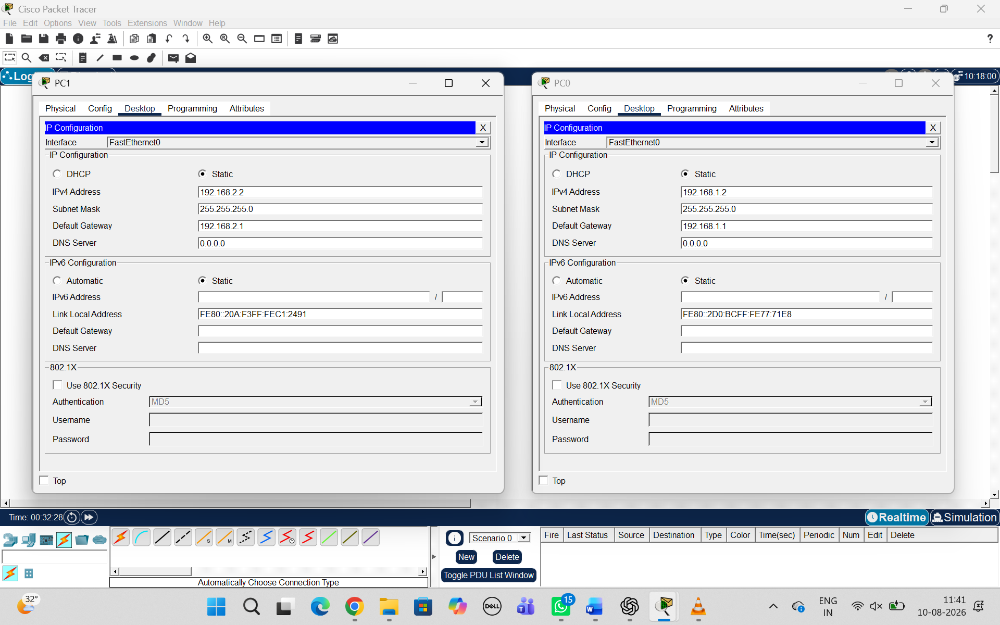 Cisco Packet Tracer
File Edit Options View Tools Extensions Window Help
?
Log
10:18:00
PC1
Physical Config Desktop Programming Attributes
IP Configuration X
Interface FastEthernet0
IP Configuration
DHCP Static
IPv4 Address 192.168.2.2
Subnet Mask 255.255.255.0
Default Gateway 192.168.2.1
DNS Server 0.0.0.0
IPv6 Configuration
Automatic Static
IPv6 Address /
Link Local Address FE80::20A:F3FF:FEC1:2491
Default Gateway
DNS Server
802.1X
Use 802.1X Security
Authentication MD5
Username
Password
Top
PC0
Physical Config Desktop Programming Attributes
IP Configuration X
Interface FastEthernet0
IP Configuration
DHCP Static
IPv4 Address 192.168.1.2
Subnet Mask 255.255.255.0
Default Gateway 192.168.1.1
DNS Server 0.0.0.0
IPv6 Configuration
Automatic Static
IPv6 Address /
Link Local Address FE80::2D0:BCFF:FE77:71E8
Default Gateway
DNS Server
802.1X
Use 802.1X Security
Authentication MD5
Username
Password
Top
Time: 00:32:28 Realtime Simulation
S M
Automatically Choose Connection Type
Scenario 0
New Delete
Toggle PDU List Window
Fire Last Status Source Destination Type Color Time(sec) Periodic Num Edit Delete
32°
DELL
T
15
W
ENG
IN
11:41
10-08-2026